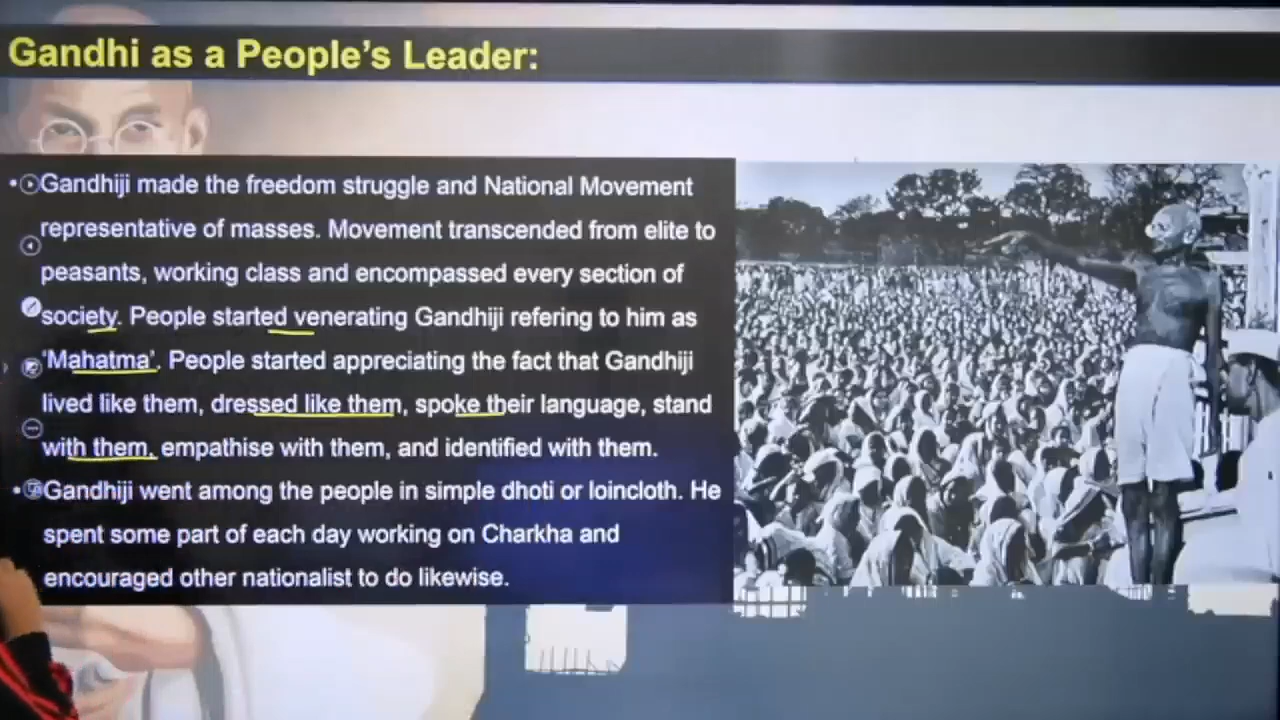 Gandhi as a People's Leader:
•Gandhiji made the freedom struggle and National Movement
representative of masses. Movement transcended from elite to
peasants, working class and encompassed every section of
society. People started venerating Gandhiji refering to him as
‘Mahatma’. People started appreciating the fact that Gandhiji
lived like them, dressed like them, spoke their language, stand
with them, empathise with them, and identified with them.
•Gandhiji went among the people in simple dhoti or loincloth. He
spent some part of each day working on Charkha and
encouraged other nationalist to do likewise.